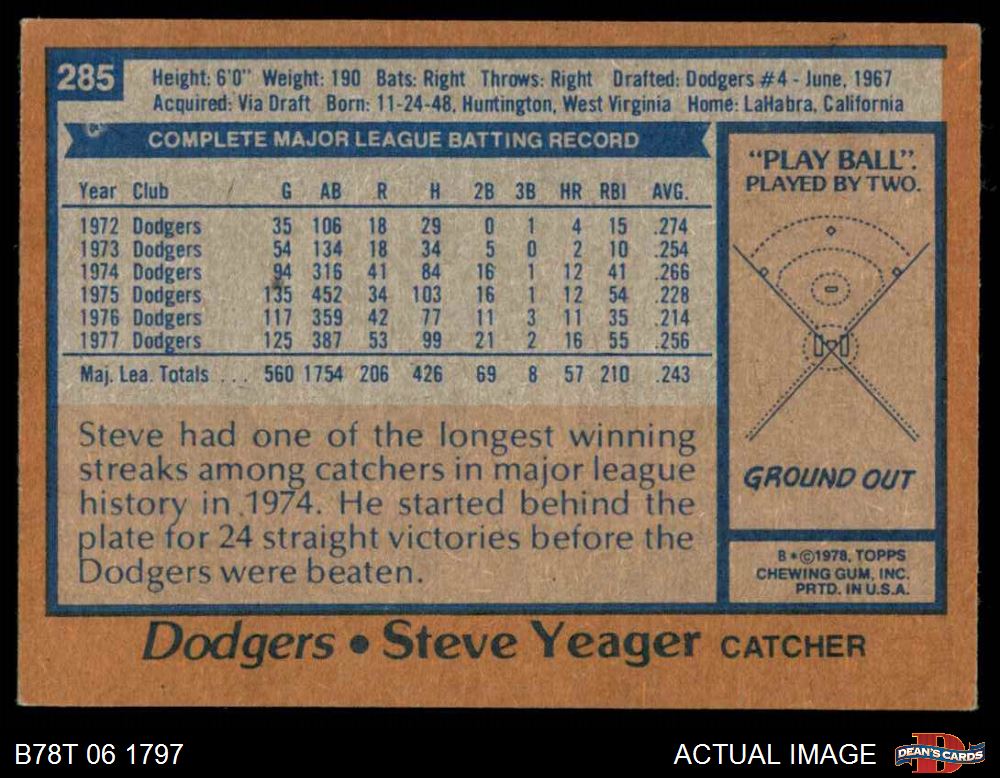 285
Height: 6'0" Weight: 190 Bats: Right Throws: Right Drafted: Dodgers #4 - June, 1967
Acquired: Via Draft Born: 11-24-48, Huntington, West Virginia Home: LaHabra, California
COMPLETE MAJOR LEAGUE BATTING RECORD
Year Club G AB R H 2B 3B HR RBI AVG.
1972 Dodgers 35 106 18 29 0 1 4 15 .274
1973 Dodgers 54 134 18 34 5 0 2 10 .254
1974 Dodgers 94 316 41 84 16 1 12 41 .266
1975 Dodgers 135 452 34 103 16 1 12 54 .228
1976 Dodgers 117 359 42 77 11 3 11 35 .214
1977 Dodgers 125 387 53 99 21 2 16 55 .256
Maj. Lea. Totals ... 560 1754 206 426 69 8 57 210 .243
Steve had one of the longest winning
streaks among catchers in major league
history in 1974. He started behind the
plate for 24 straight victories before the
Dodgers were beaten.
"PLAY BALL".
PLAYED BY TWO.
GROUND OUT
B*©1978, TOPPS
CHEWING GUM, INC.
PRTD. IN U.S.A.
Dodgers • Steve Yeager CATCHER
B78T 06 1797
ACTUAL IMAGE
DEAN'S CARDS